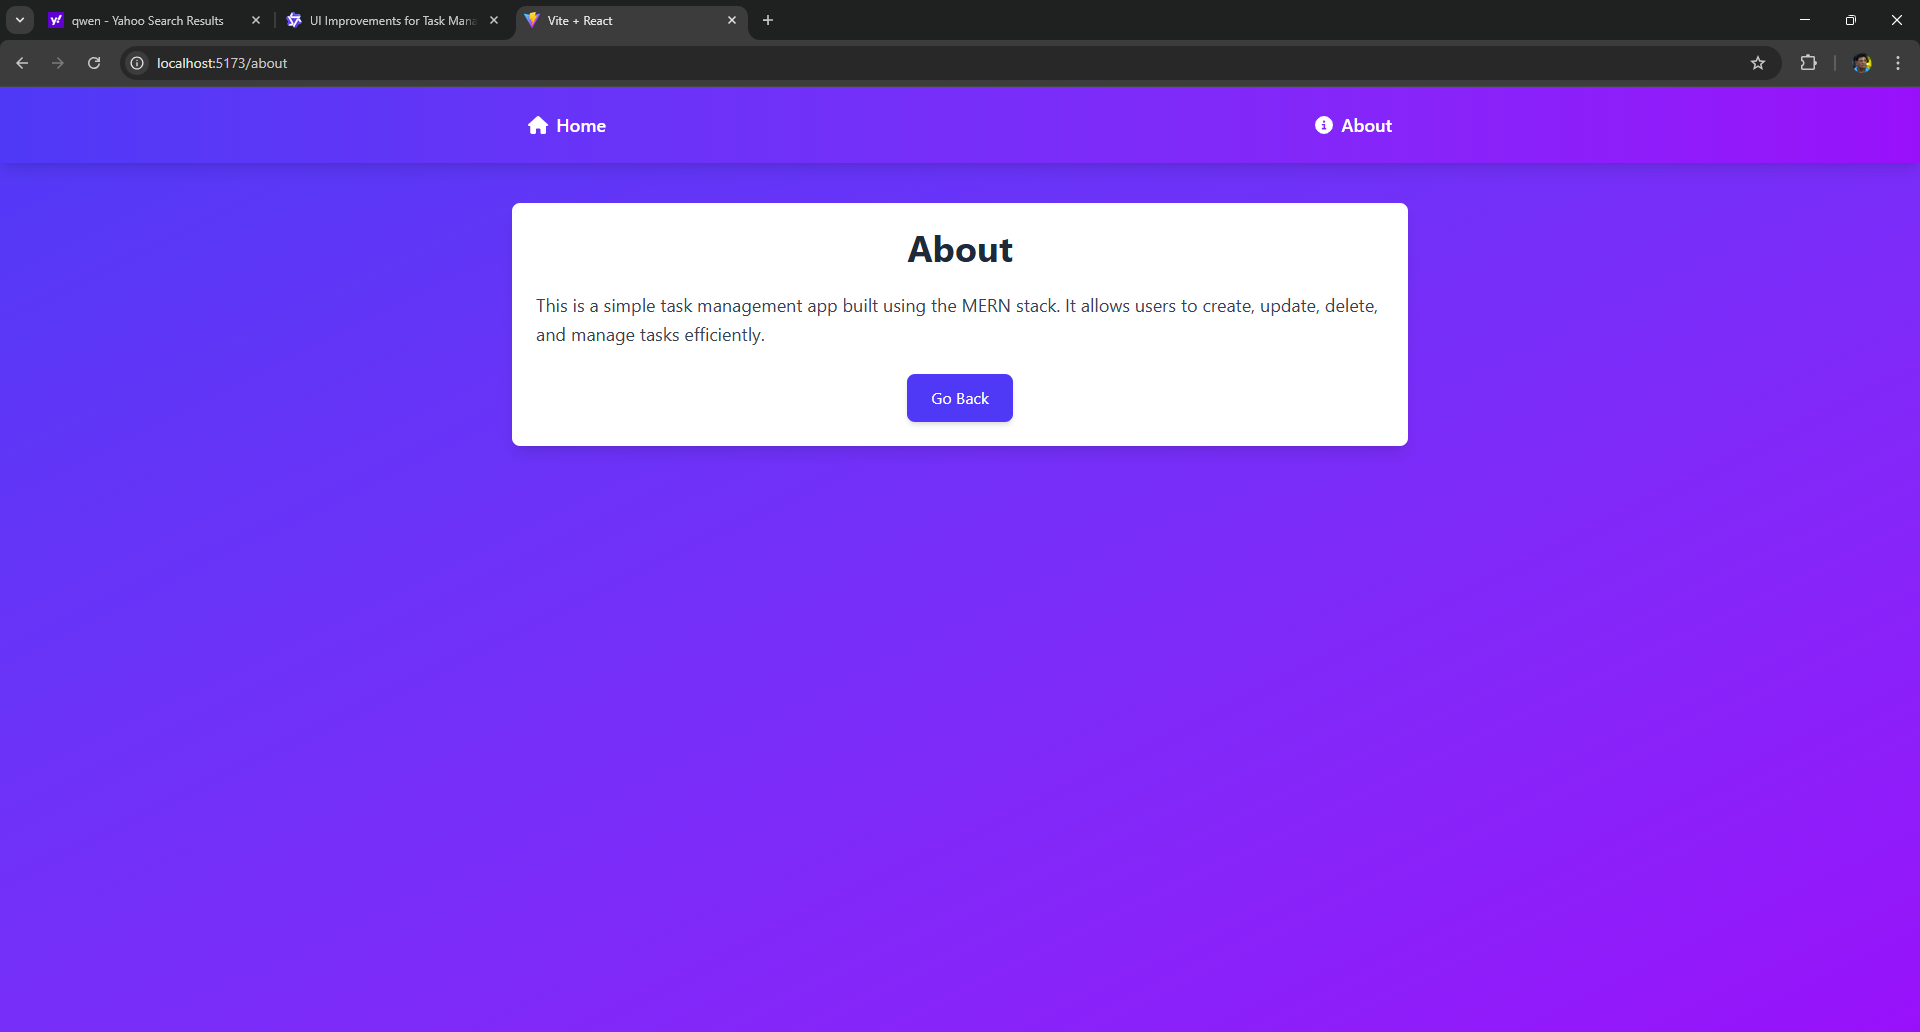 qwen - Yahoo Search Results
UI Improvements for Task Mana
Vite + React
localhost:5173/about
Home
About
About
This is a simple task management app built using the MERN stack. It allows users to create, update, delete,
and manage tasks efficiently.
Go Back